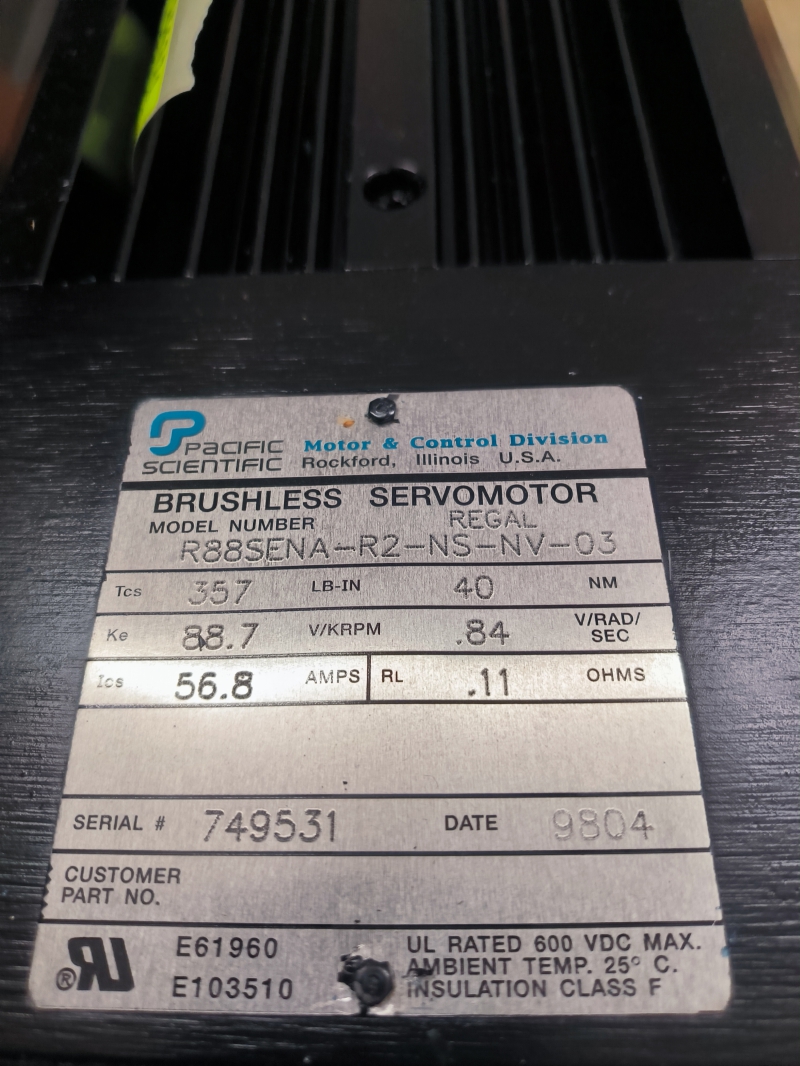 PACIFIC
SCIENTIFIC
Motor & Control Division
Rockford, Illinois U.S.A.
BRUSHLESS SERVOMOTOR
MODEL NUMBER REGAL
R88SENA-R2-NS-NV-03
Tcs 357 LB-IN 40 NM
Ke 88.7 V/KRPM .84 V/RAD/
SEC
Ics 56.8 AMPS RL .11 OHMS
SERIAL # 749531 DATE 9804
CUSTOMER
PART NO.
E61960 UL RATED 600 VDC MAX.
AMBIENT TEMP. 25° C.
® E103510 INSULATION CLASS F